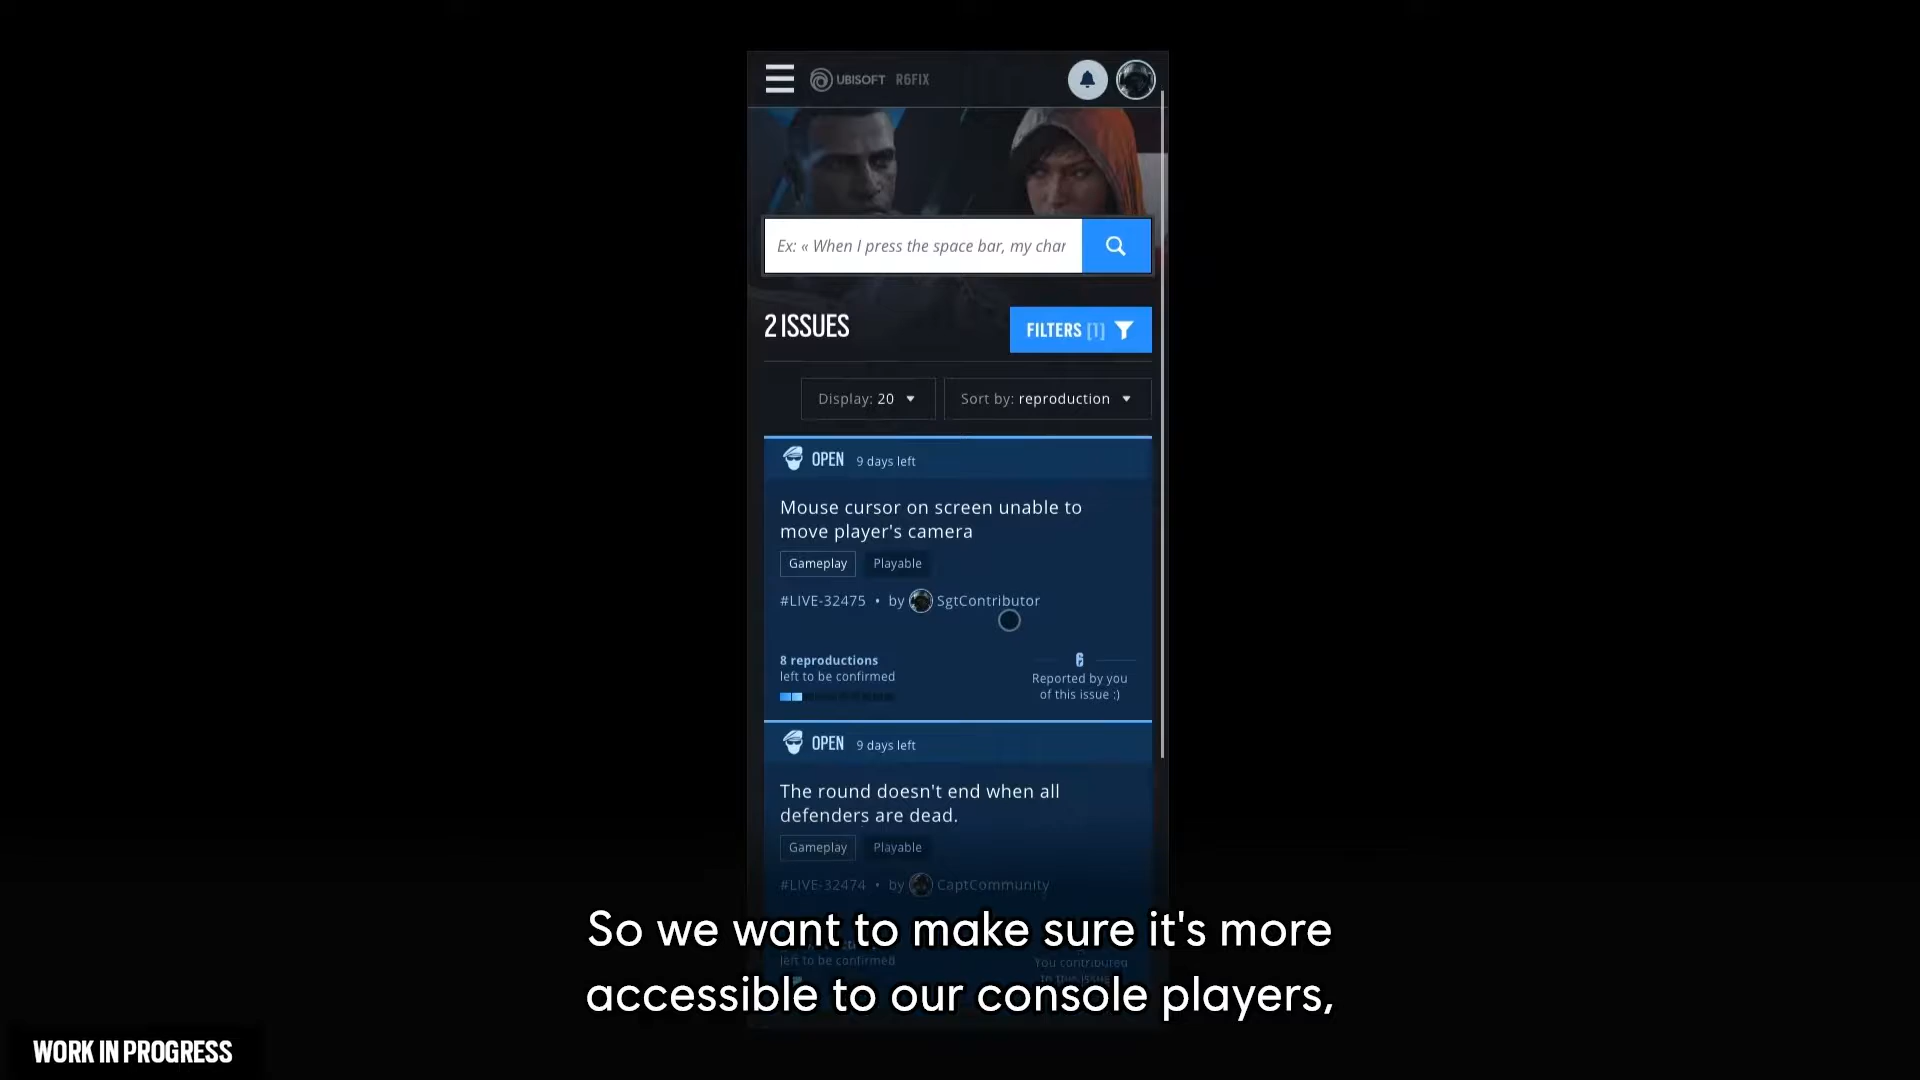 UBISOFT R6FIX
Ex: « When I press the space bar, my char
2 ISSUES
FILTERS [1]
Display: 20
Sort by: reproduction
OPEN 9 days left
Mouse cursor on screen unable to
move player's camera
Gameplay Playable
#LIVE-32475 • by SgtContributor
8 reproductions
left to be confirmed
6
Reported by you
of this issue :)
OPEN 9 days left
The round doesn't end when all
defenders are dead.
Gameplay Playable
#LIVE-32474 • by CaptCommunity
left to be confirmed
You contributed
to this issue
So we want to make sure it's more
accessible to our console players,
WORK IN PROGRESS